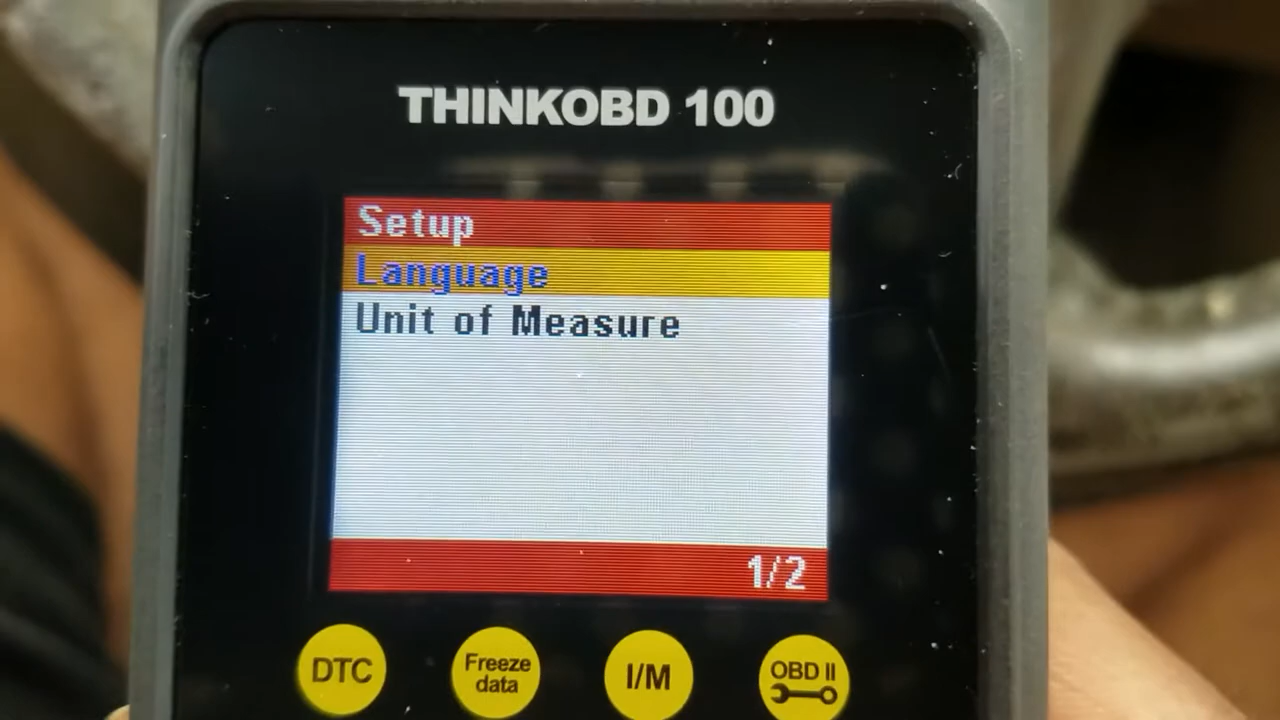 THINKOBD 100
Setup
Language
Unit of Measure
1/2
DTC
Freeze
data
I/M
OBD II